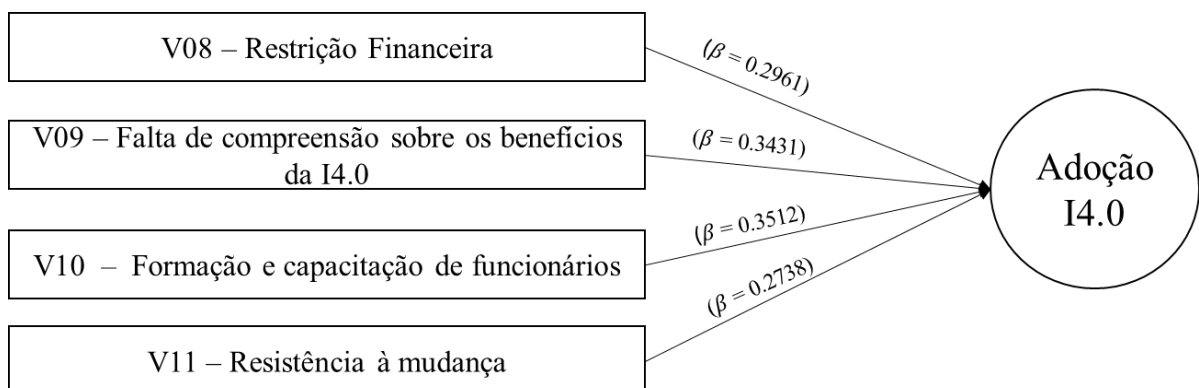 V08 – Restrição Financeira
(β = 0.2961)
V09 – Falta de compreensão sobre os benefícios
da I4.0
(β = 0.3431)
V10 – Formação e capacitação de funcionários
(β = 0.3512)
V11 – Resistência à mudança
(β = 0.2738)
Adoção
I4.0